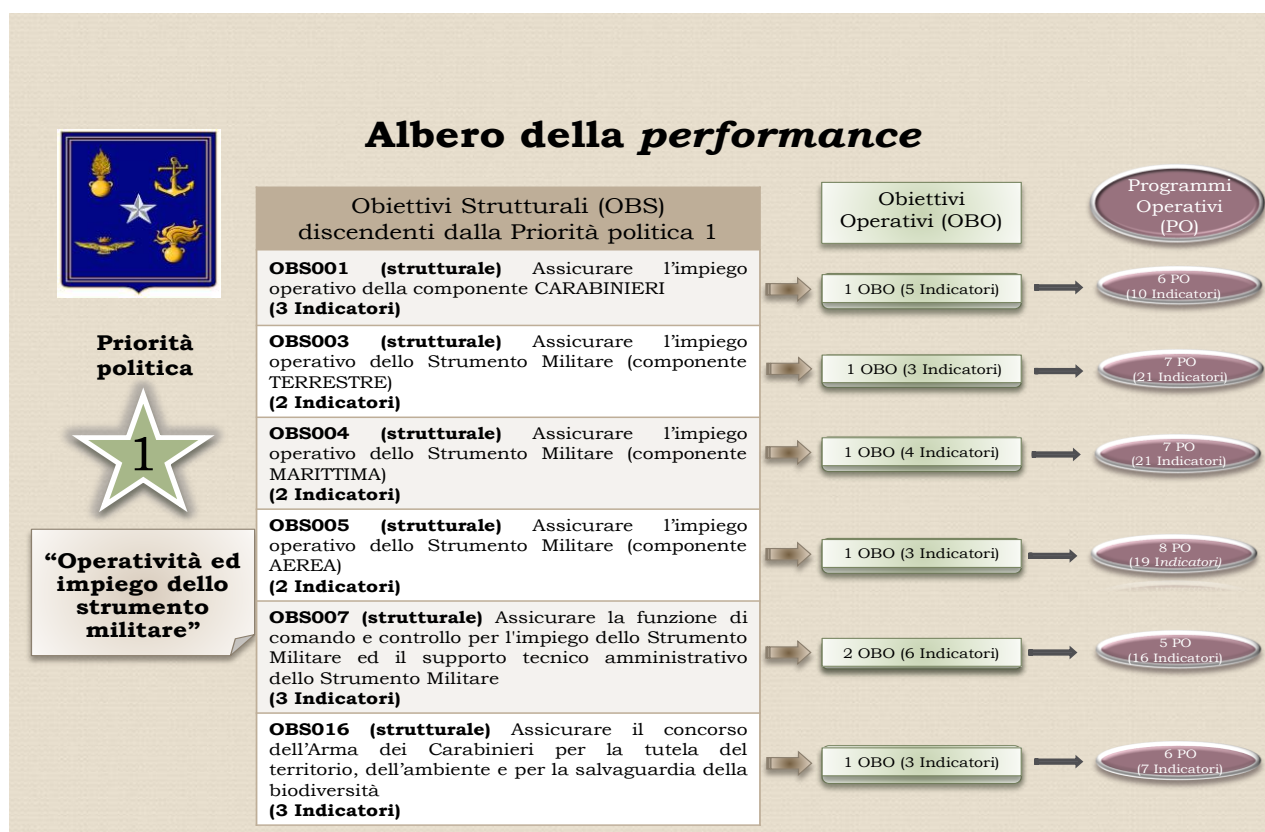 Albero della performance
Priorità
politica
1
“Operatività ed
impiego dello
strumento
militare”
Obiettivi Strutturali (OBS)
discendenti dalla Priorità politica 1
Obiettivi
Operativi (OBO)
Programmi
Operativi
(PO)
OBS001 (strutturale) Assicurare l’impiego
operativo della componente CARABINIERI
(3 Indicatori)
1 OBO (5 Indicatori)
6 PO
(10 Indicatori)
OBS003 (strutturale) Assicurare l’impiego
operativo dello Strumento Militare (componente
TERRESTRE)
(2 Indicatori)
1 OBO (3 Indicatori)
7 PO
(21 Indicatori)
OBS004 (strutturale) Assicurare l’impiego
operativo dello Strumento Militare (componente
MARITTIMA)
(2 Indicatori)
1 OBO (4 Indicatori)
7 PO
(21 Indicatori)
OBS005 (strutturale) Assicurare l’impiego
operativo dello Strumento Militare (componente
AEREA)
(2 Indicatori)
1 OBO (3 Indicatori)
8 PO
(19 Indicatori)
OBS007 (strutturale) Assicurare la funzione di
comando e controllo per l'impiego dello Strumento
Militare ed il supporto tecnico amministrativo
dello Strumento Militare
(3 Indicatori)
2 OBO (6 Indicatori)
5 PO
(16 Indicatori)
OBS016 (strutturale) Assicurare il concorso
dell’Arma dei Carabinieri per la tutela del
territorio, dell’ambiente e per la salvaguardia della
biodiversità
(3 Indicatori)
1 OBO (3 Indicatori)
6 PO
(7 Indicatori)